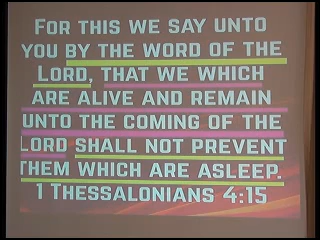 FOR THIS WE SAY UNTO
YOU BY THE WORD OF THE
LORD, THAT WE WHICH
ARE ALIVE AND REMAIN
UNTO THE COMING OF THE
LORD SHALL NOT PREVENT
THEM WHICH ARE ASLEEP.
1 THESSALONIANS 4:15